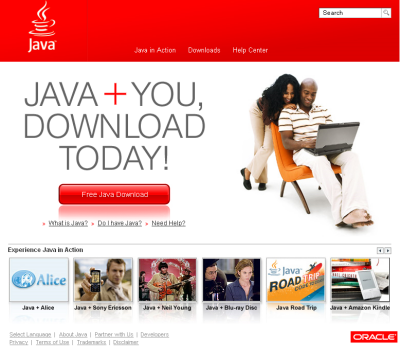 Java
Search
Java in Action
Downloads
Help Center
JAVA + YOU,
DOWNLOAD
TODAY!
Free Java Download
» What is Java? » Do I have Java? » Need Help?
Experience Java in Action
Alice
Java
ROAD TRIP
Java + Alice
Java + Sony Ericsson
Java + Neil Young
Java + Blu-ray Disc
Java Road Trip
Java + Amazon Kindle
Select Language | About Java | Partner with Us | Developers
Privacy | Terms of Use | Trademarks | Disclaimer
ORACLE